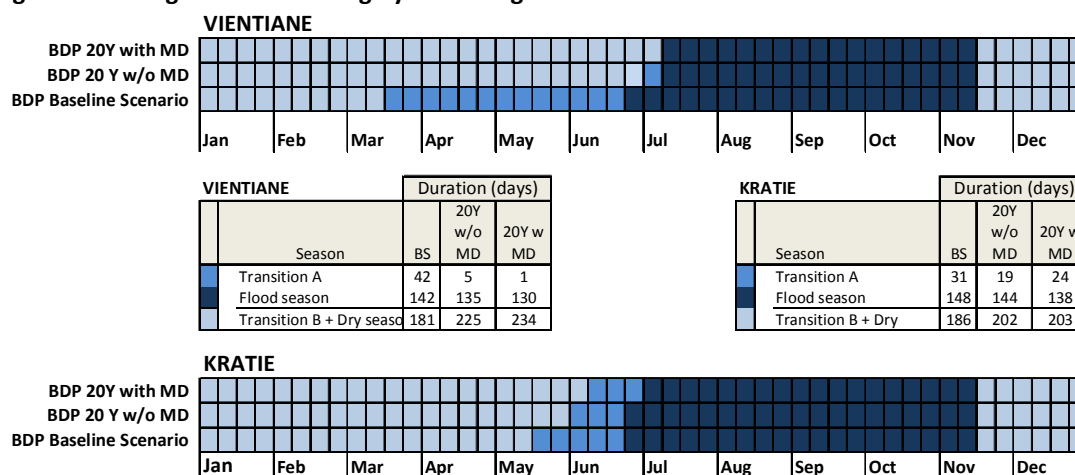 VIENTIANE
BDP 20Y with MD
BDP 20 Y w/o MD
BDP Baseline Scenario
Jan Feb Mar Apr May Jun Jul Aug Sep Oct Nov Dec
VIENTIANE Duration (days)
Season BS 20Y w/o MD 20Y w MD
Transition A 42 5 1
Flood season 142 135 130
Transition B + Dry seaso 181 225 234
KRATIE Duration (days)
Season BS 20Y w/o MD 20Y w MD
Transition A 31 19 24
Flood season 148 144 138
Transition B + Dry 186 202 203
KRATIE
BDP 20Y with MD
BDP 20 Y w/o MD
BDP Baseline Scenario
Jan Feb Mar Apr May Jun Jul Aug Sep Oct Nov Dec